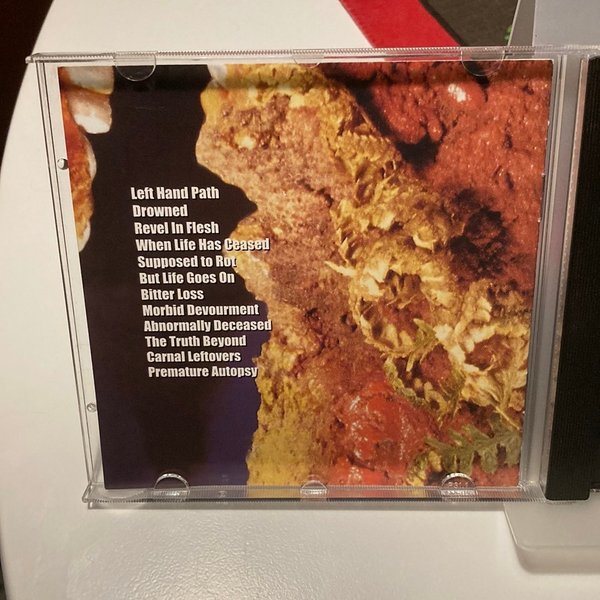 Left Hand Path
Drowned
Revel In Flesh
When Life Has Ceased
Supposed to Rot
But Life Goes On
Bitter Loss
Morbid Devourment
Abnormally Deceased
The Truth Beyond
Carnal Leftovers
Premature Autopsy